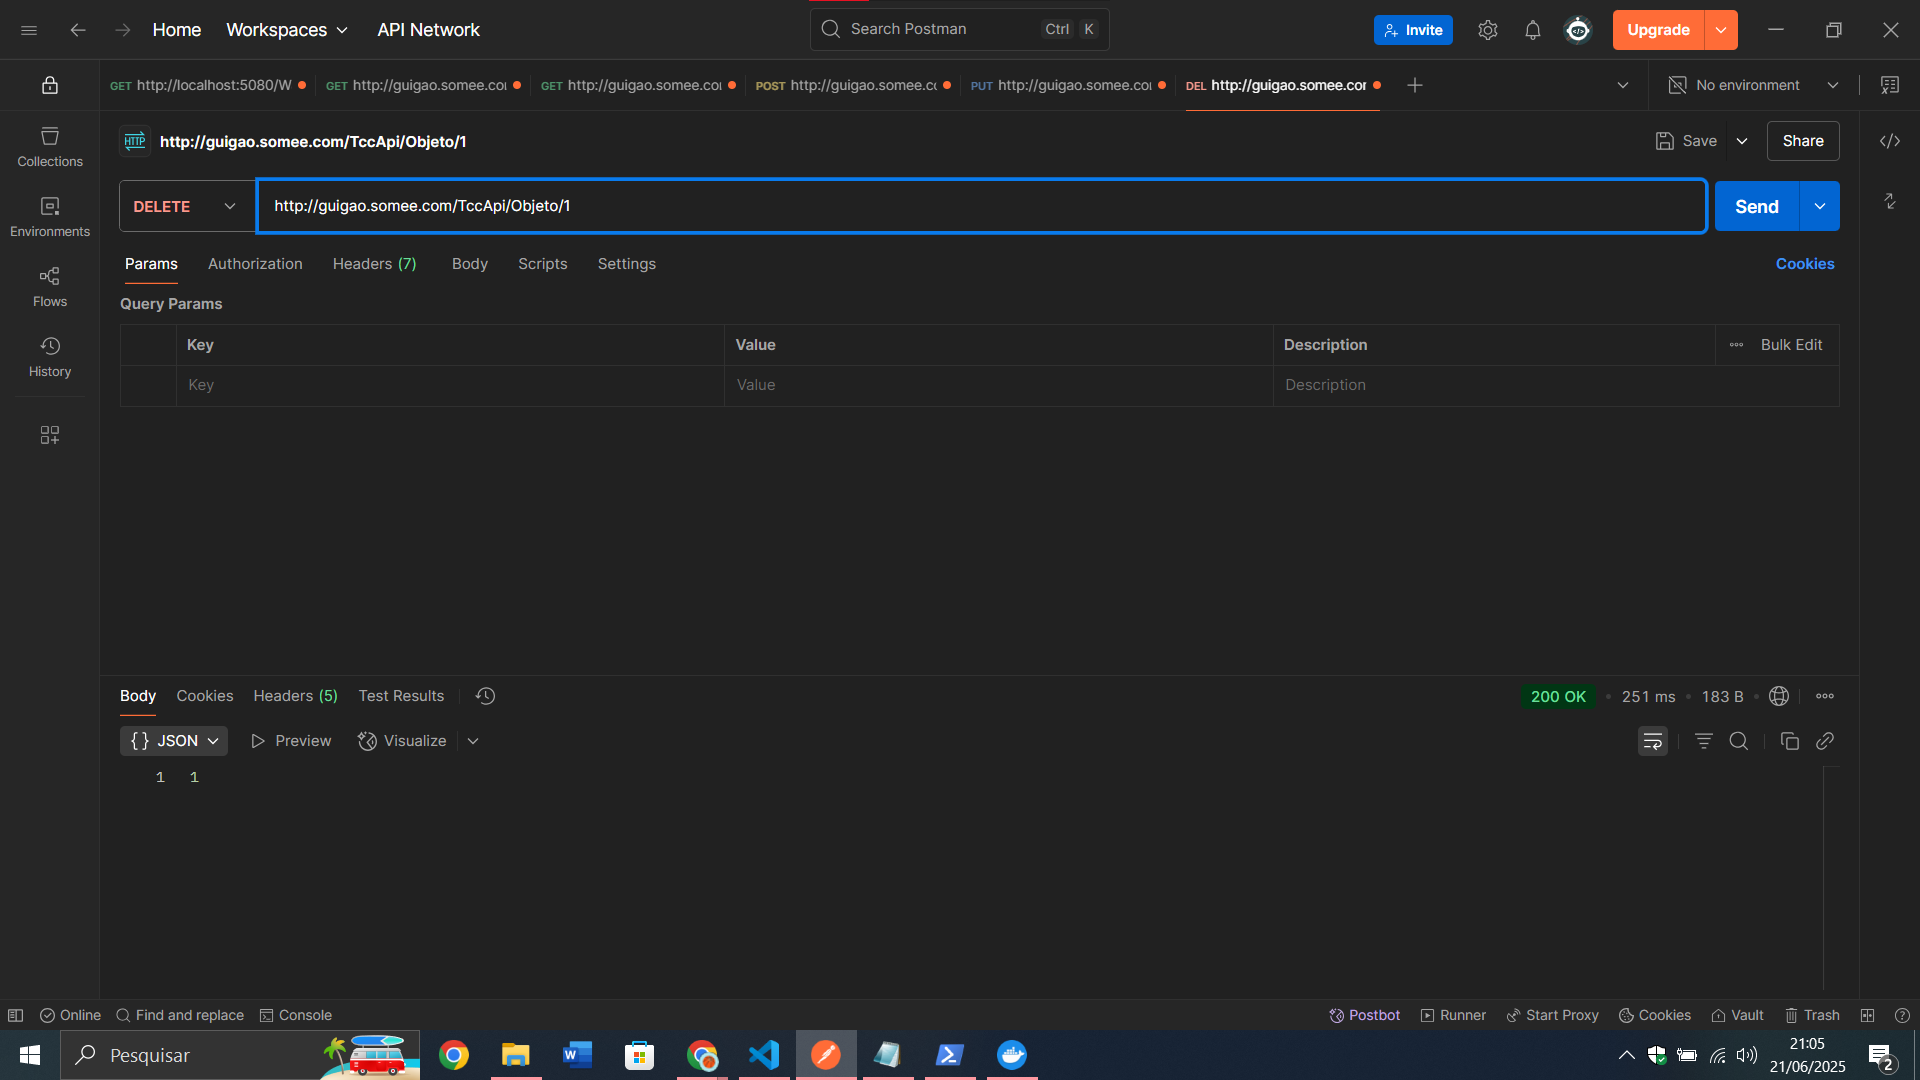 Home Workspaces API Network Search Postman Ctrl K Invite Upgrade
GET http://localhost:5080/W GET http://guigao.somee.co GET http://guigao.somee.co POST http://guigao.somee.c PUT http://guigao.somee.co DEL http://guigao.somee.cor No environment
HTTP http://guigao.somee.com/TccApi/Objeto/1 Save Share
Collections
DELETE http://guigao.somee.com/TccApi/Objeto/1 Send
Environments
Params Authorization Headers (7) Body Scripts Settings Cookies
Flows
Query Params
Key Value Description Bulk Edit
History
Key Value Description
Body Cookies Headers (5) Test Results 200 OK 251 ms 183 B
{} JSON Preview Visualize
1 1
Online Find and replace Console Postbot Runner Start Proxy Cookies Vault Trash
Pesquisar 21:05
21/06/2025 2